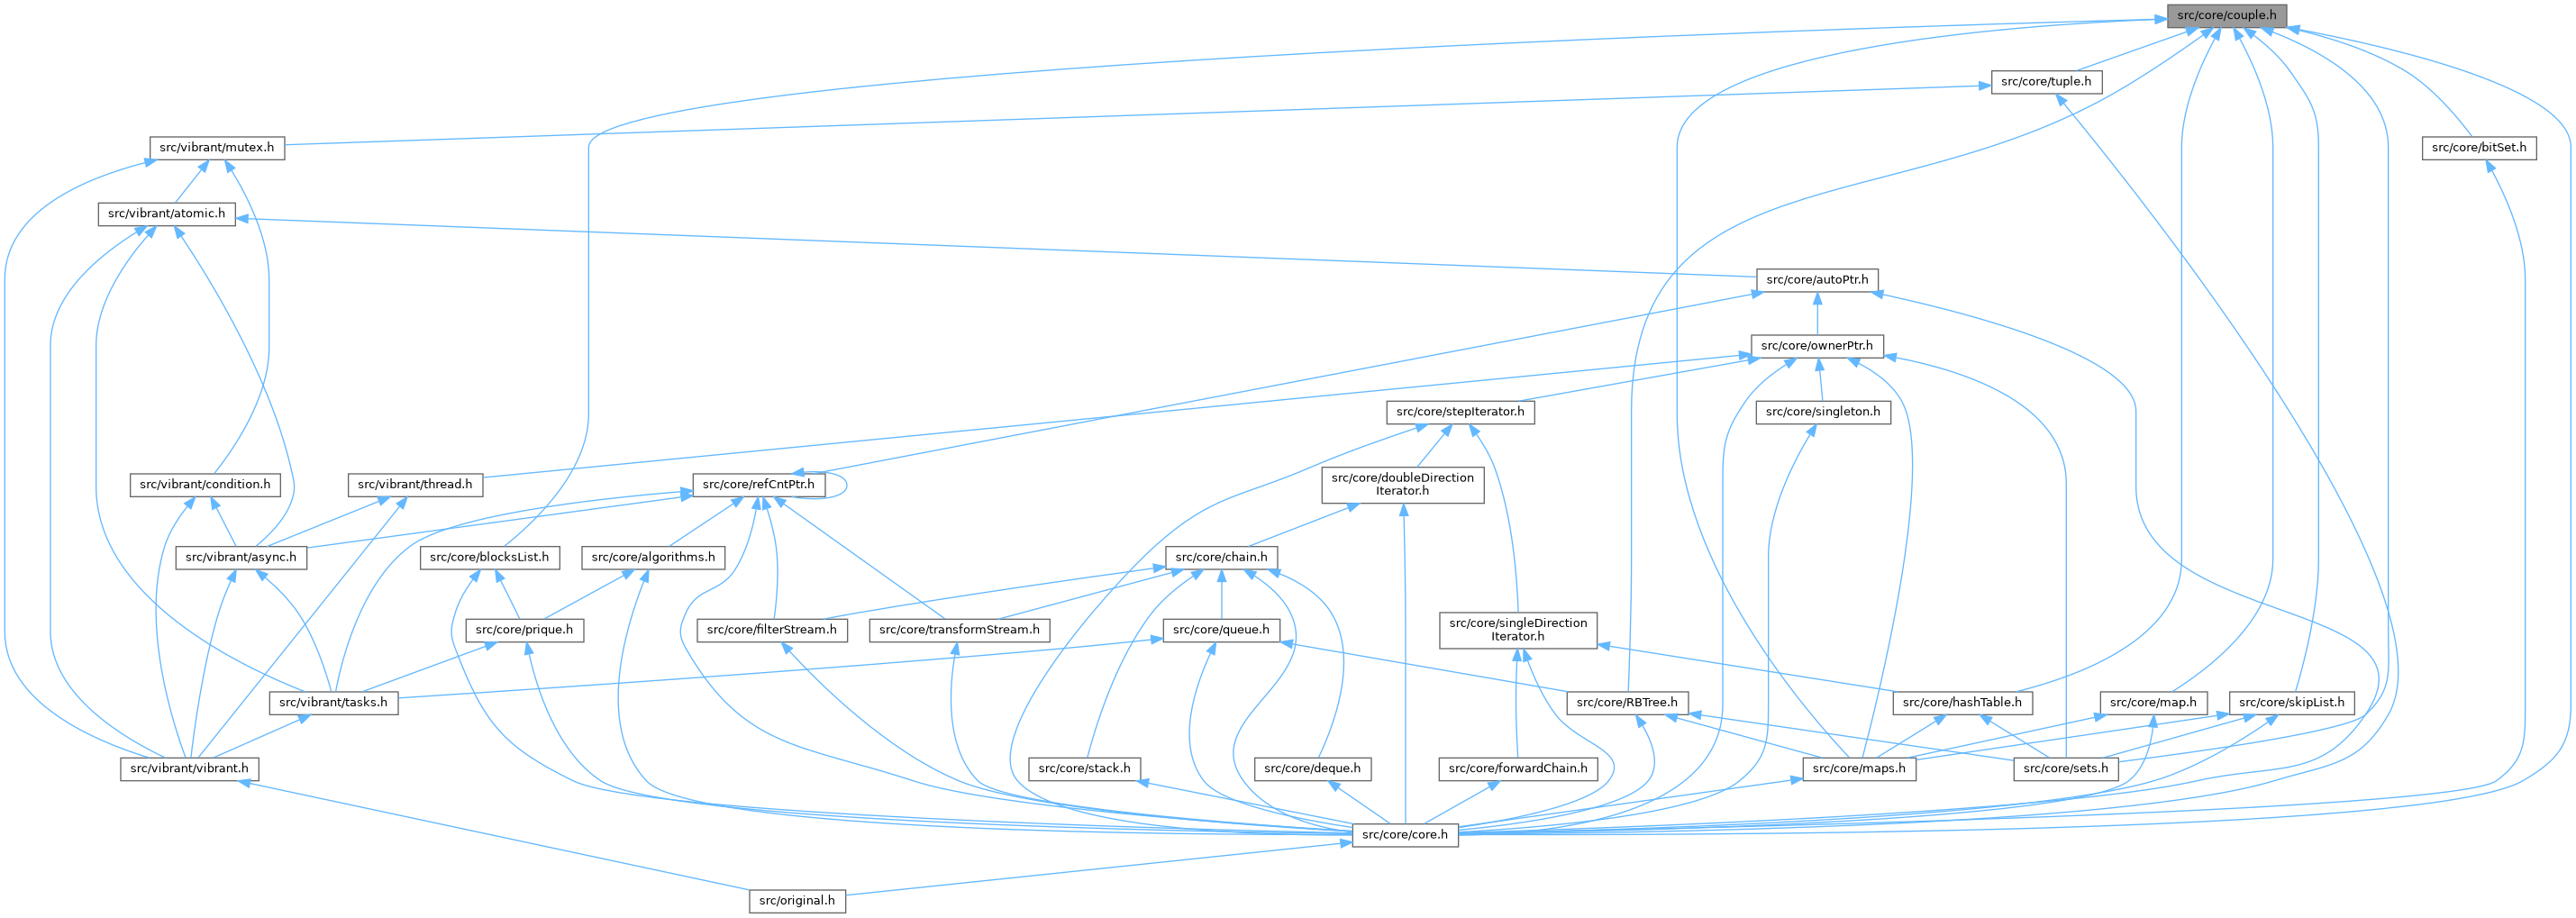 src/core/couple.h
src/core/tuple.h
src/vibrant/mutex.h
src/core/bitSet.h
src/vibrant/atomic.h
src/core/autoPtr.h
src/core/ownerPtr.h
src/core/stepIterator.h
src/core/singleton.h
src/vibrant/condition.h
src/vibrant/thread.h
src/core/refCntPtr.h
src/core/doubleDirection
Iterator.h
src/vibrant/async.h
src/core/blocksList.h
src/core/algorithms.h
src/core/chain.h
src/core/prique.h
src/core/filterStream.h
src/core/transformStream.h
src/core/queue.h
src/core/singleDirection
Iterator.h
src/vibrant/tasks.h
src/core/RBTree.h
src/core/hashTable.h
src/core/map.h
src/core/skipList.h
src/vibrant/vibrant.h
src/core/stack.h
src/core/deque.h
src/core/forwardChain.h
src/core/maps.h
src/core/sets.h
src/core/core.h
src/original.h